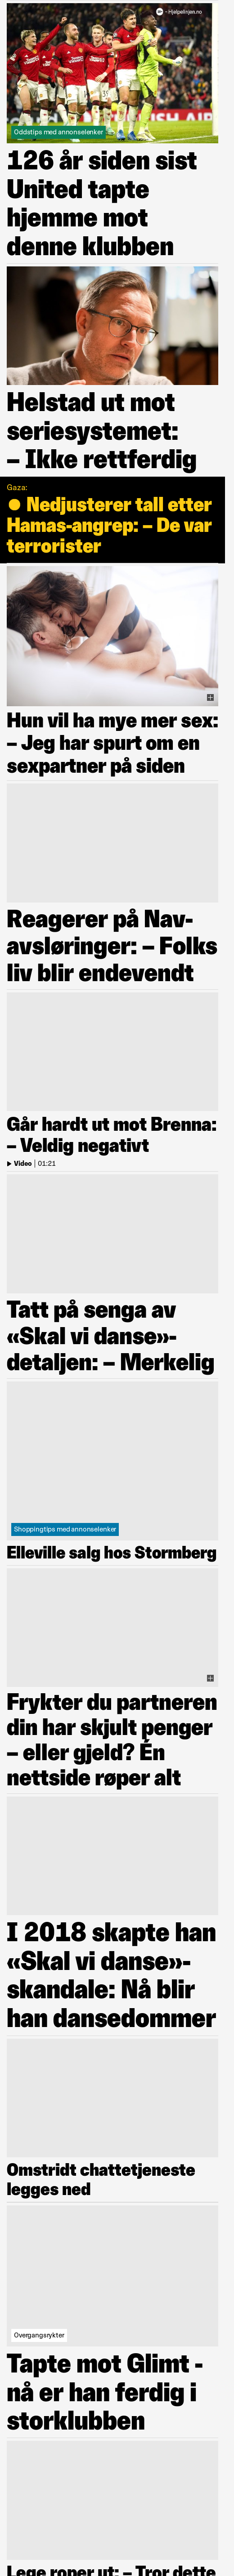 18+ · Hjelpelinjen.no
Oddstips med annonselenker
126 år siden sist
United tapte
hjemme mot
denne klubben
Helstad ut mot
seriesystemet:
– Ikke rettferdig
Gaza:
● Nedjusterer tall etter
Hamas-angrep: – De var
terrorister
Hun vil ha mye mer sex:
– Jeg har spurt om en
sexpartner på siden
Reagerer på Nav-
avsløringer: – Folks
liv blir endevendt
Går hardt ut mot Brenna:
– Veldig negativt
Video | 01:21
Tatt på senga av
«Skal vi danse»-
detaljen: – Merkelig
Shoppingtips med annonselenker
Elleville salg hos Stormberg
Frykter du partneren
din har skjult penger
– eller gjeld? Én
nettside røper alt
I 2018 skapte han
«Skal vi danse»-
skandale: Nå blir
han dansedommer
Omstridt chattetjeneste
legges ned
Overgangsrykter
Tapte mot Glimt -
nå er han ferdig i
storklubben
Lege roper ut: – Tror dette